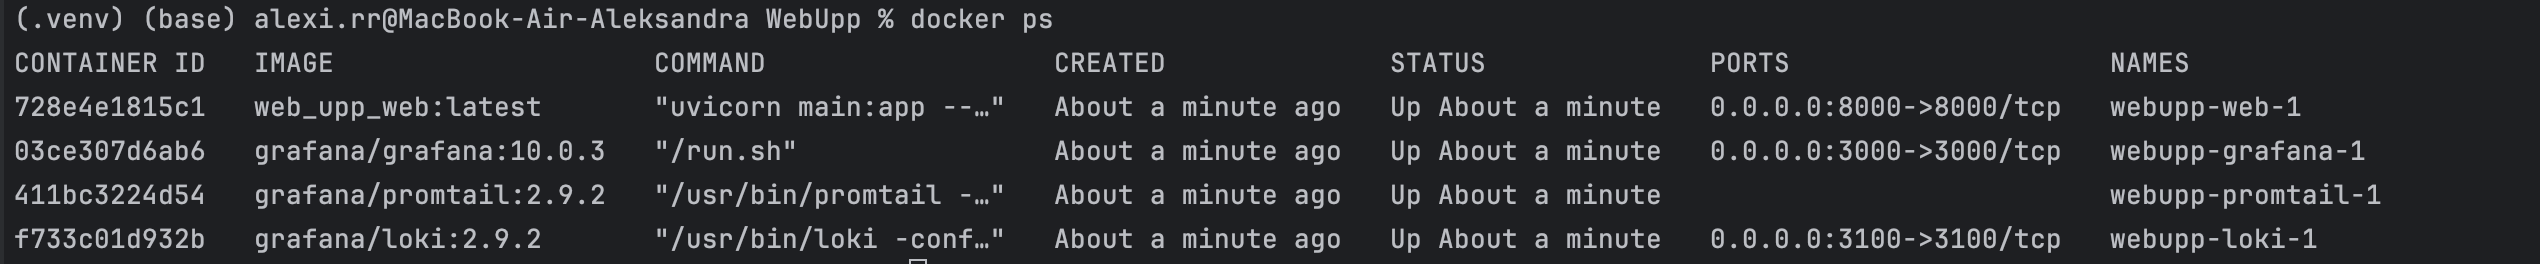 (.venv) (base) alexi.rr@MacBook-Air-Aleksandra WebUpp % docker ps
CONTAINER ID   IMAGE                    COMMAND                  CREATED              STATUS              PORTS                    NAMES
728e4e1815c1   web_upp_web:latest       "uvicorn main:app --…"   About a minute ago   Up About a minute   0.0.0.0:8000->8000/tcp   webupp-web-1
03ce307d6ab6   grafana/grafana:10.0.3   "/run.sh"                About a minute ago   Up About a minute   0.0.0.0:3000->3000/tcp   webupp-grafana-1
411bc3224d54   grafana/promtail:2.9.2   "/usr/bin/promtail -…"   About a minute ago   Up About a minute                            webupp-promtail-1
f733c01d932b   grafana/loki:2.9.2       "/usr/bin/loki -conf…"   About a minute ago   Up About a minute   0.0.0.0:3100->3100/tcp   webupp-loki-1